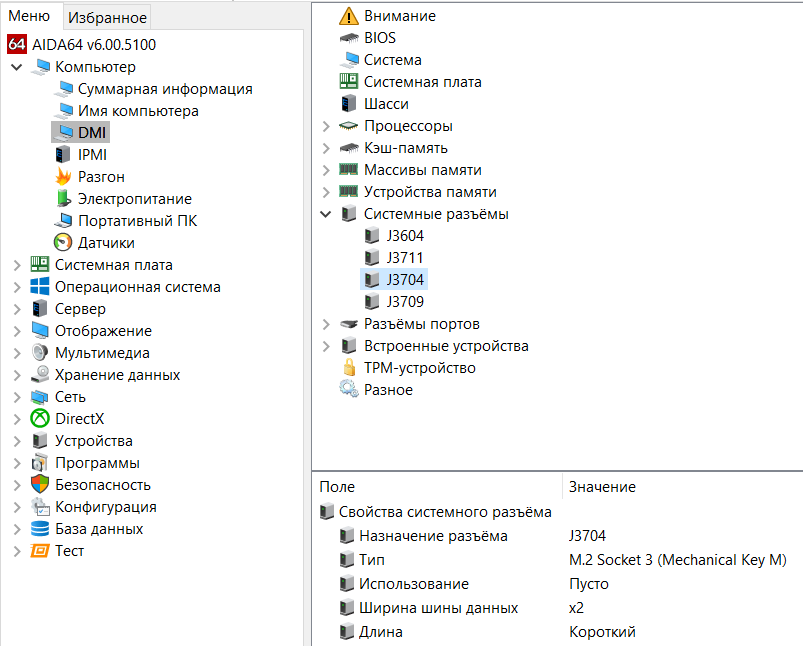 Меню Избранное
AIDA64 v6.00.5100
Компьютер
Суммарная информация
Имя компьютера
DMI
IPMI
Разгон
Электропитание
Портативный ПК
Датчики
Системная плата
Операционная система
Сервер
Отображение
Мультимедиа
Хранение данных
Сеть
DirectX
Устройства
Программы
Безопасность
Конфигурация
База данных
Тест
Внимание
BIOS
Система
Системная плата
Шасси
Процессоры
Кэш-память
Массивы памяти
Устройства памяти
Системные разъёмы
J3604
J3711
J3704
J3709
Разъёмы портов
Встроенные устройства
TPM-устройство
Разное
Поле Значение
Свойства системного разъёма
Назначение разъёма J3704
Тип M.2 Socket 3 (Mechanical Key M)
Использование Пусто
Ширина шины данных x2
Длина Короткий